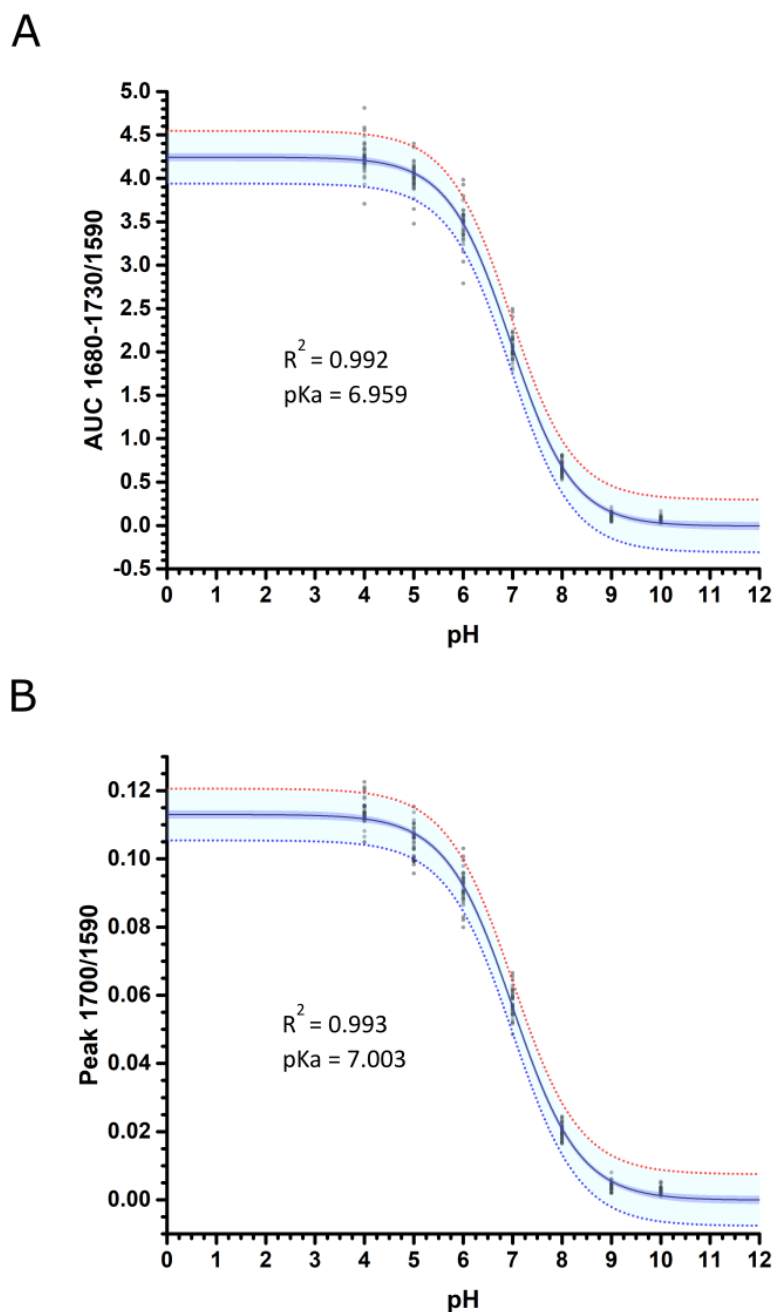 A
5.0
4.5
4.0
3.5
3.0
2.5
2.0
1.5
1.0
0.5
0.0
-0.5
AUC 1680-1730/1590
R² = 0.992
pKa = 6.959
0 1 2 3 4 5 6 7 8 9 10 11 12
pH
B
0.12
0.10
0.08
0.06
0.04
0.02
0.00
Peak 1700/1590
R² = 0.993
pKa = 7.003
0 1 2 3 4 5 6 7 8 9 10 11 12
pH